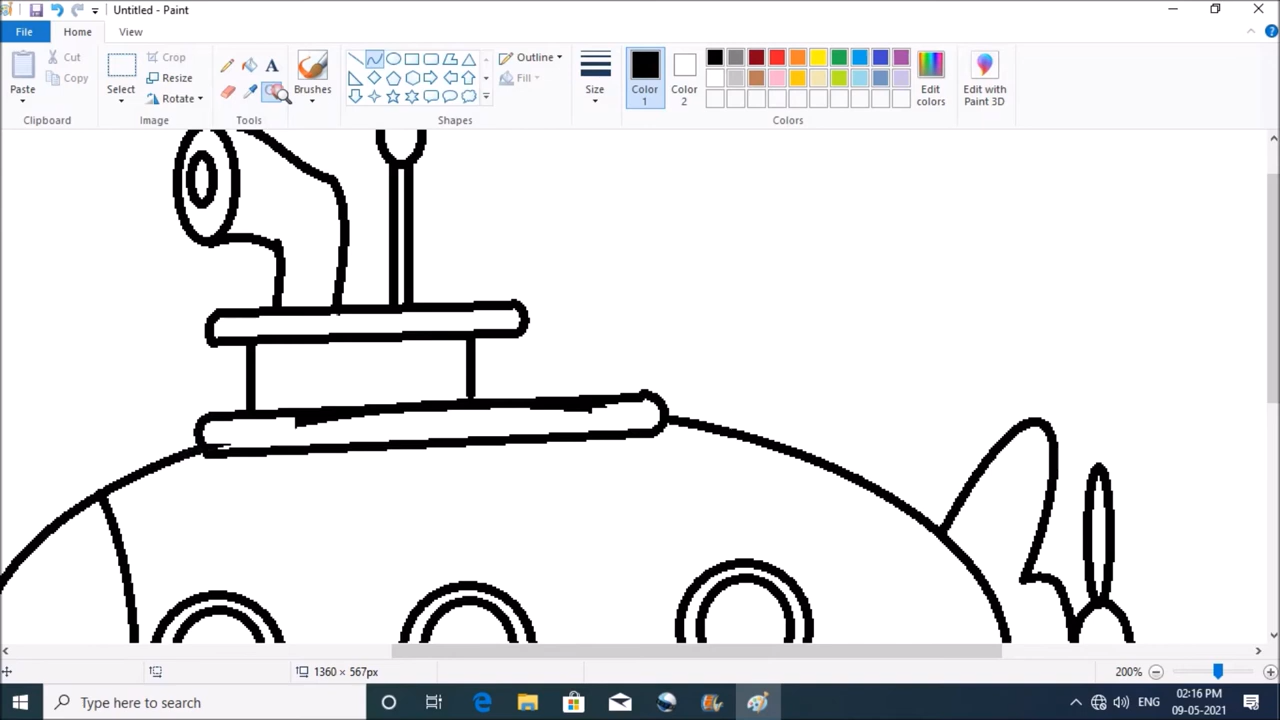 Untitled - Paint
File Home View
Paste
Cut
Copy
Clipboard
Select
Crop
Resize
Rotate
Image
A
Tools
Brushes
Outline
Fill
Shapes
Size
Color 1
Color 2
Edit colors
Colors
Edit with Paint 3D
1360 × 567px
200%
Type here to search
ENG
02:16 PM
09-05-2021